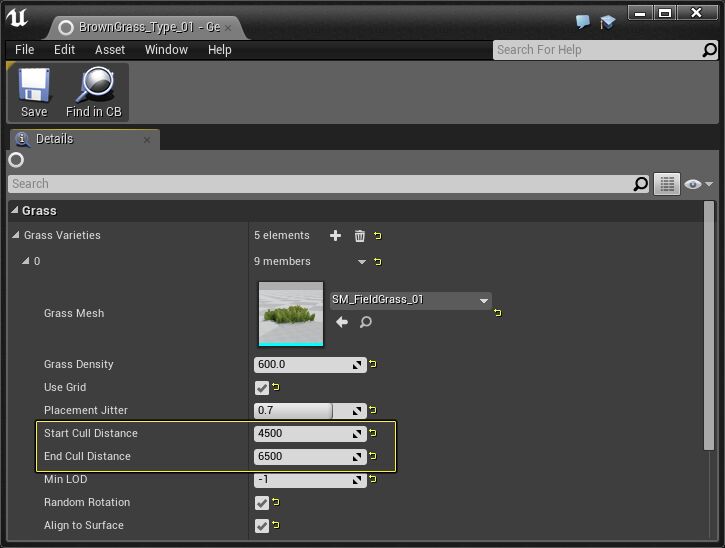 BrownGrass_Type_01 - Ge
File Edit Asset Window Help
Search For Help
Save Find in CB
Details
Search
Grass
Grass Varieties 5 elements
0 9 members
Grass Mesh SM_FieldGrass_01
Grass Density 600.0
Use Grid
Placement Jitter 0.7
Start Cull Distance 4500
End Cull Distance 6500
Min LOD -1
Random Rotation
Align to Surface